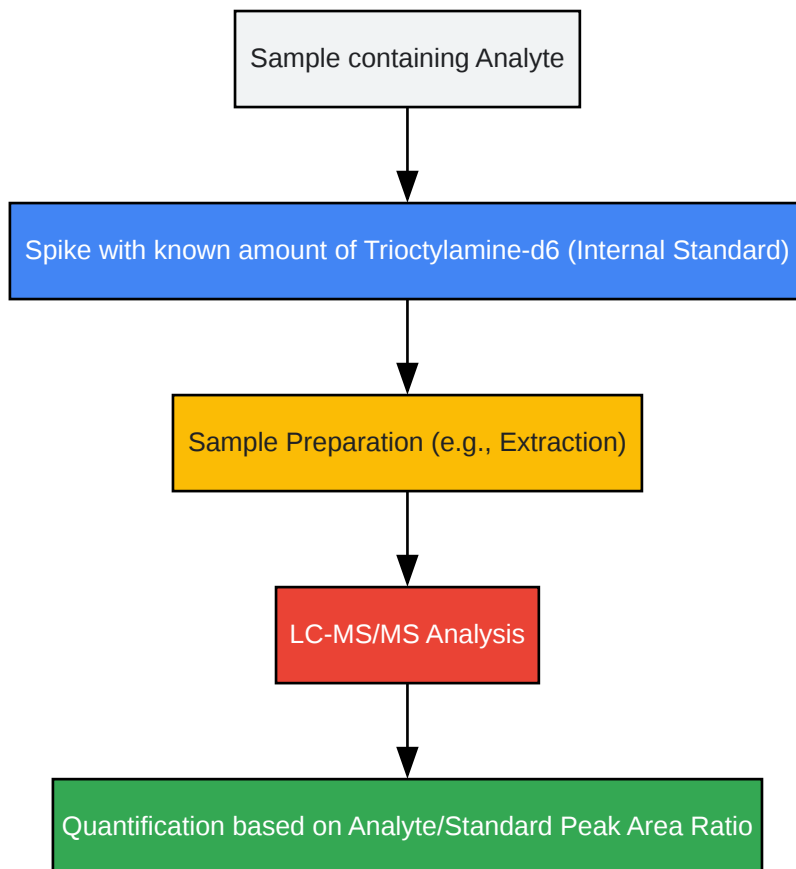 Sample containing Analyte
Spike with known amount of Trioctylamine-d6 (Internal Standard)
Sample Preparation (e.g., Extraction)
LC-MS/MS Analysis
Quantification based on Analyte/Standard Peak Area Ratio